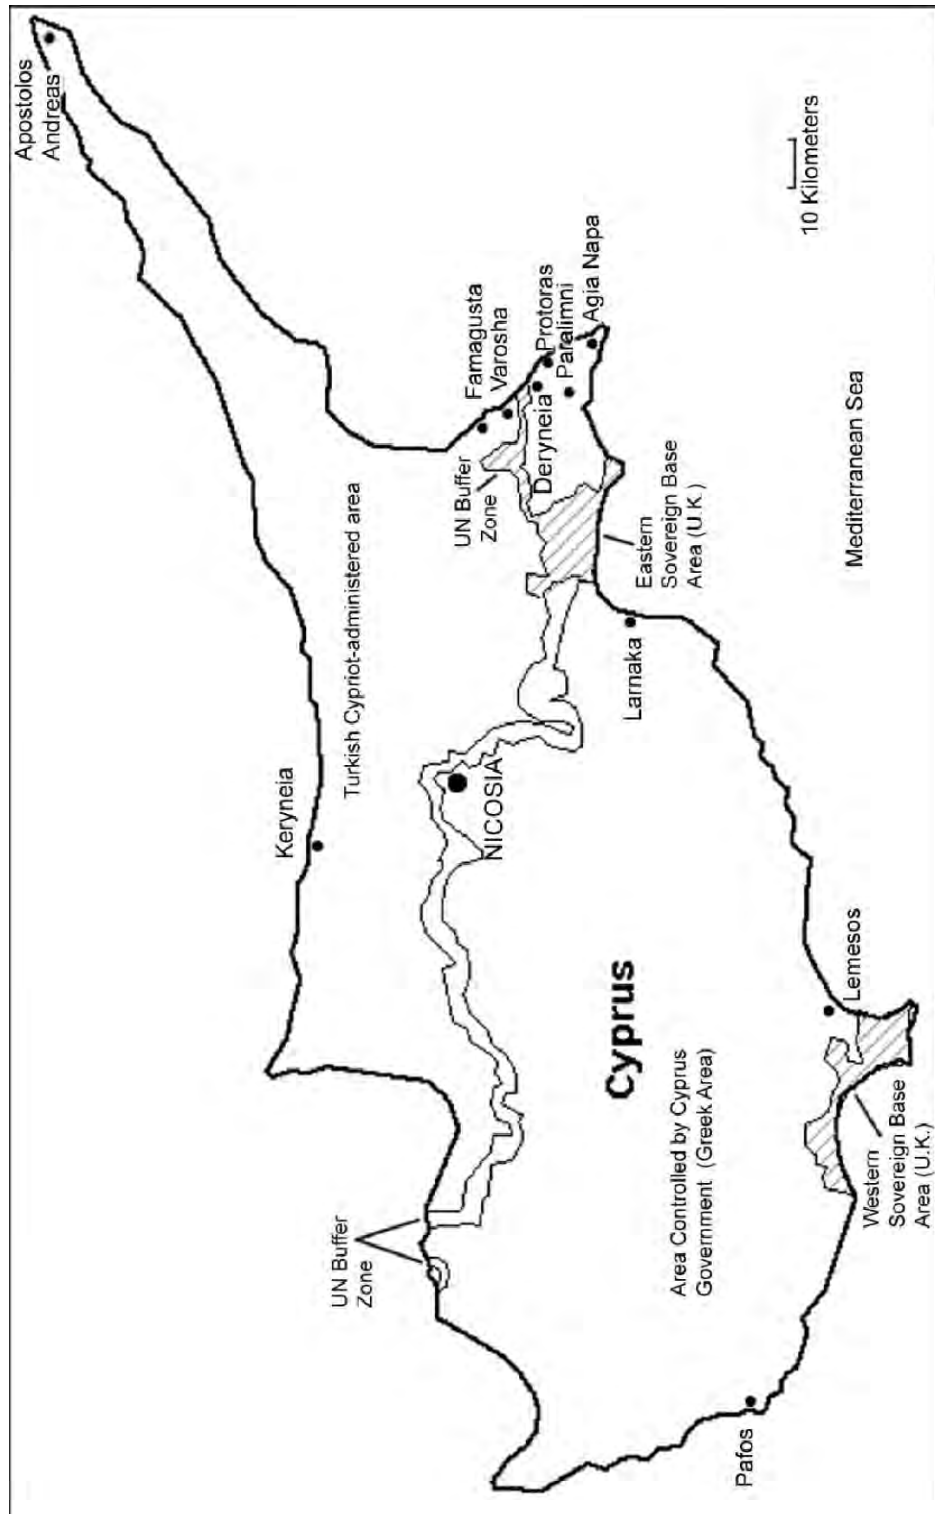 Apostolos
Andreas
Keryneia
Turkish Cypriot-administered area
Famagusta
Varosha
Protoras
Paralimni
Agia Napa
UN Buffer
Zone
Deryneia
Eastern
Sovereign Base
Area (U.K.)
10 Kilometers
Mediterranean Sea
Larnaka
NICOSIA
Cyprus
UN Buffer
Zone
Area Controlled by Cyprus
Government (Greek Area)
Lemesos
Western
Sovereign Base
Area (U.K.)
Pafos